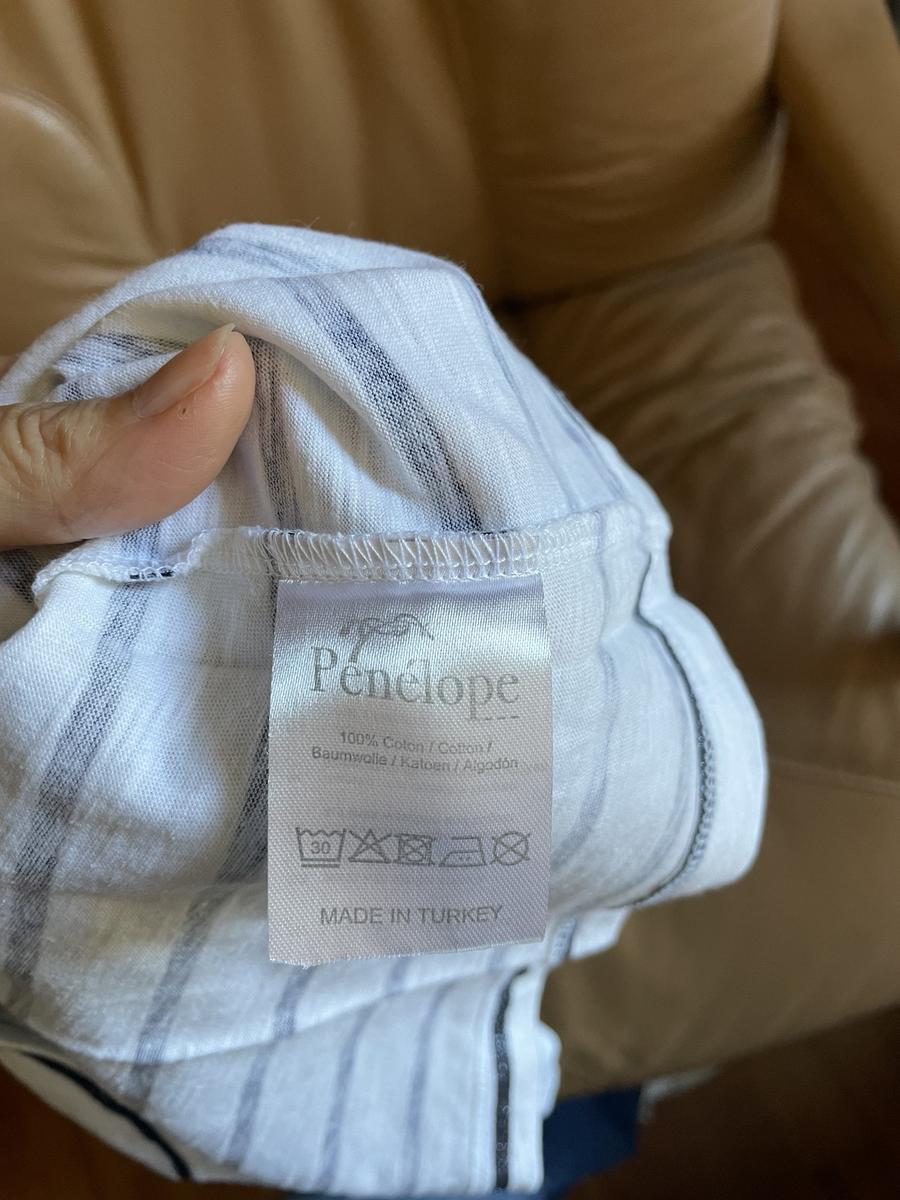 Pénélope
100% Coton / Cotton /
Baumwolle / Katoen / Algodón
30
MADE IN TURKEY